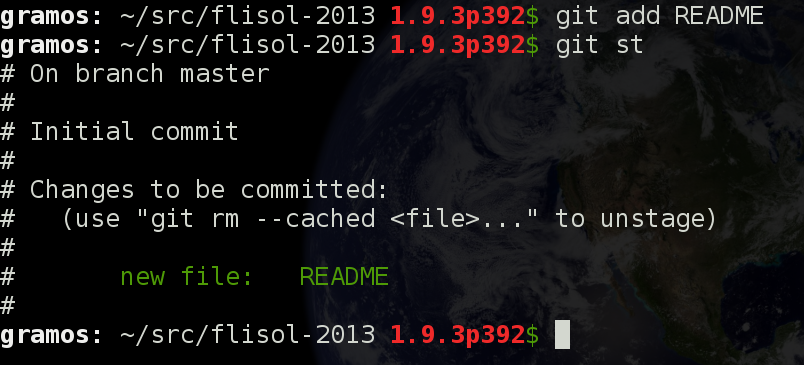 gramos: ~/src/flisol-2013 1.9.3p392$ git add README
gramos: ~/src/flisol-2013 1.9.3p392$ git st
# On branch master
#
# Initial commit
#
# Changes to be committed:
#   (use "git rm --cached <file>..." to unstage)
#
#       new file:   README
#
gramos: ~/src/flisol-2013 1.9.3p392$